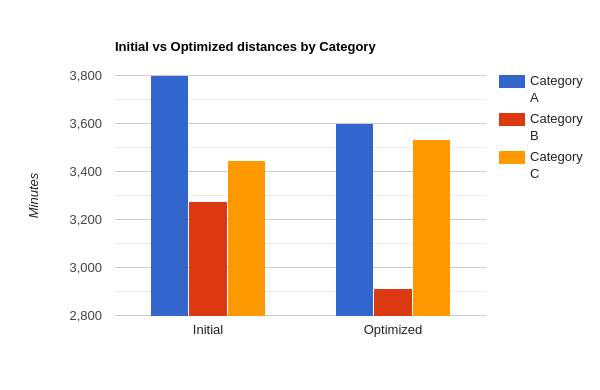 Initial vs Optimized distances by Category
3,800
3,600
3,400
3,200
3,000
2,800
Minutes
Initial
Optimized
Category
A
Category
B
Category
C